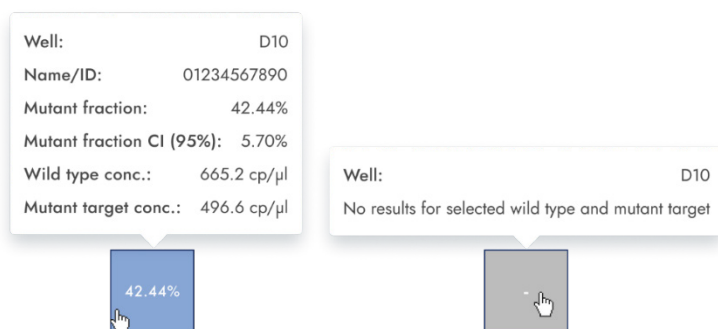 Well: D10
Name/ID: 01234567890
Mutant fraction: 42.44%
Mutant fraction CI (95%): 5.70%
Wild type conc.: 665.2 cp/µl
Mutant target conc.: 496.6 cp/µl
42.44%
Well: D10
No results for selected wild type and mutant target
-